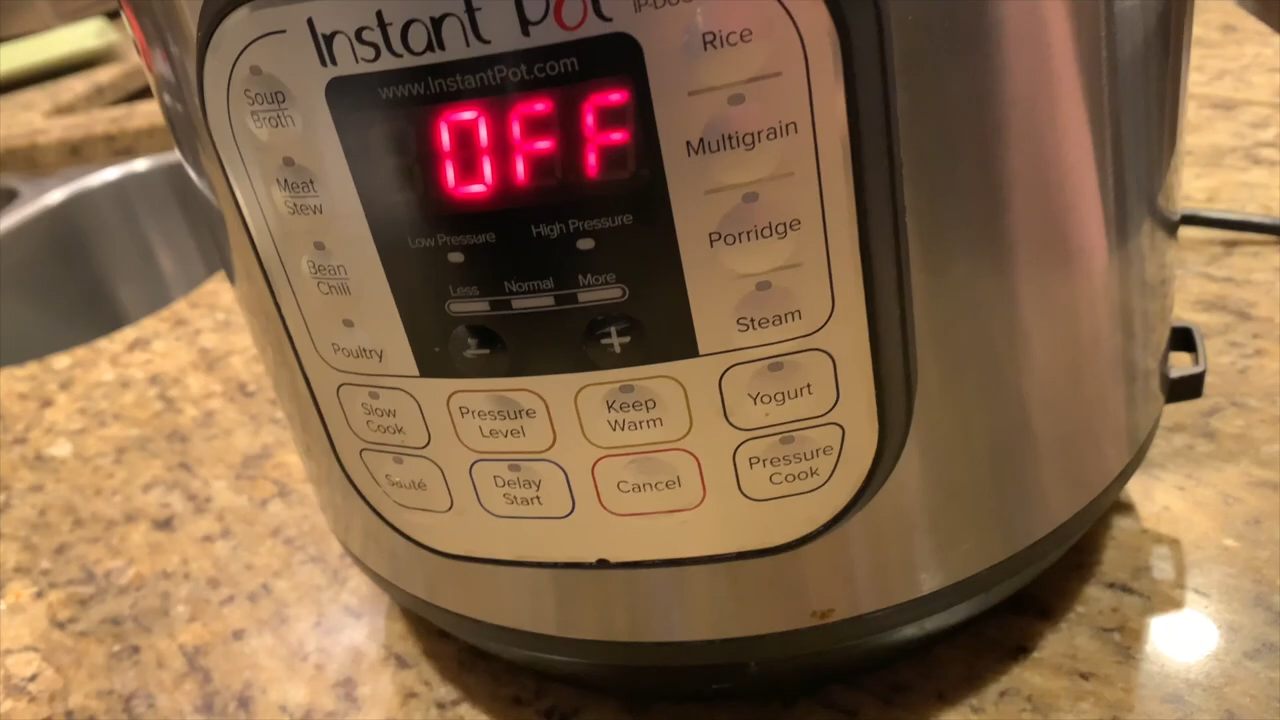 Instant Pot
www.InstantPot.com
OFF
Low Pressure
High Pressure
Less
Normal
More
Soup
Broth
Meat
Stew
Bean
Chili
Poultry
Rice
Multigrain
Porridge
Steam
Slow
Cook
Pressure
Level
Keep
Warm
Yogurt
Sauté
Delay
Start
Cancel
Pressure
Cook